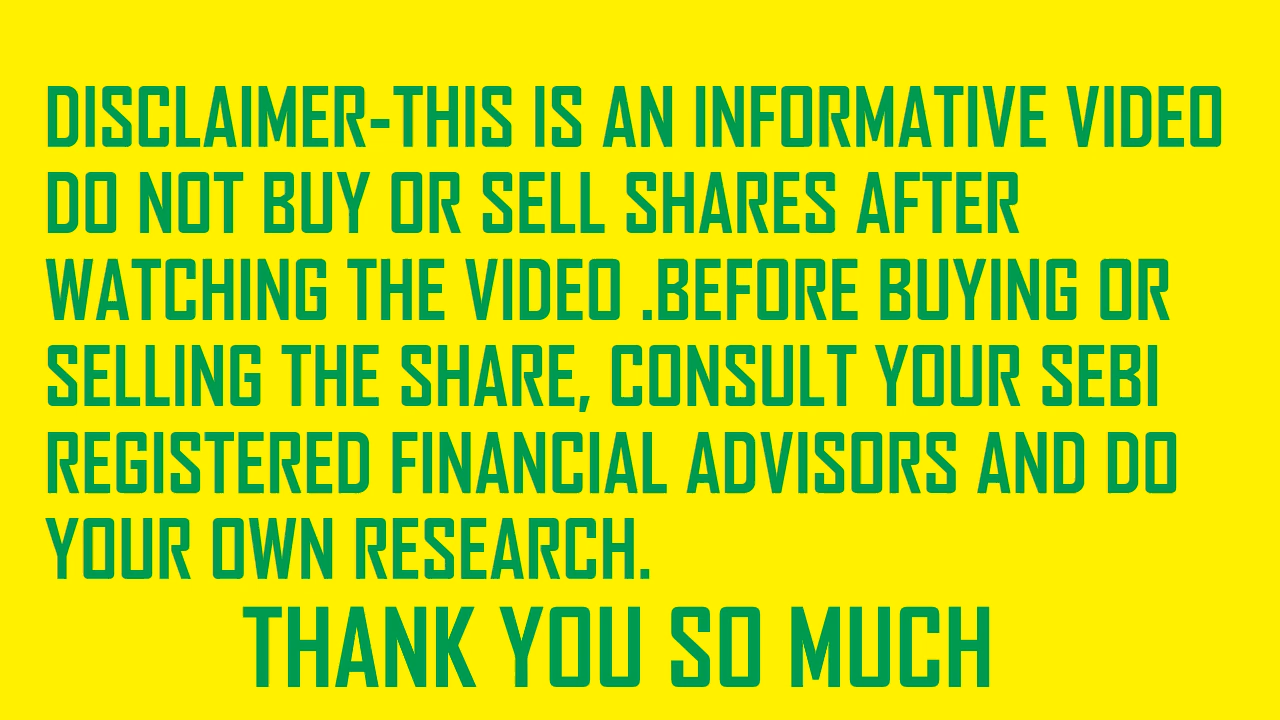 DISCLAIMER-THIS IS AN INFORMATIVE VIDEO
DO NOT BUY OR SELL SHARES AFTER
WATCHING THE VIDEO .BEFORE BUYING OR
SELLING THE SHARE, CONSULT YOUR SEBI
REGISTERED FINANCIAL ADVISORS AND DO
YOUR OWN RESEARCH.
THANK YOU SO MUCH